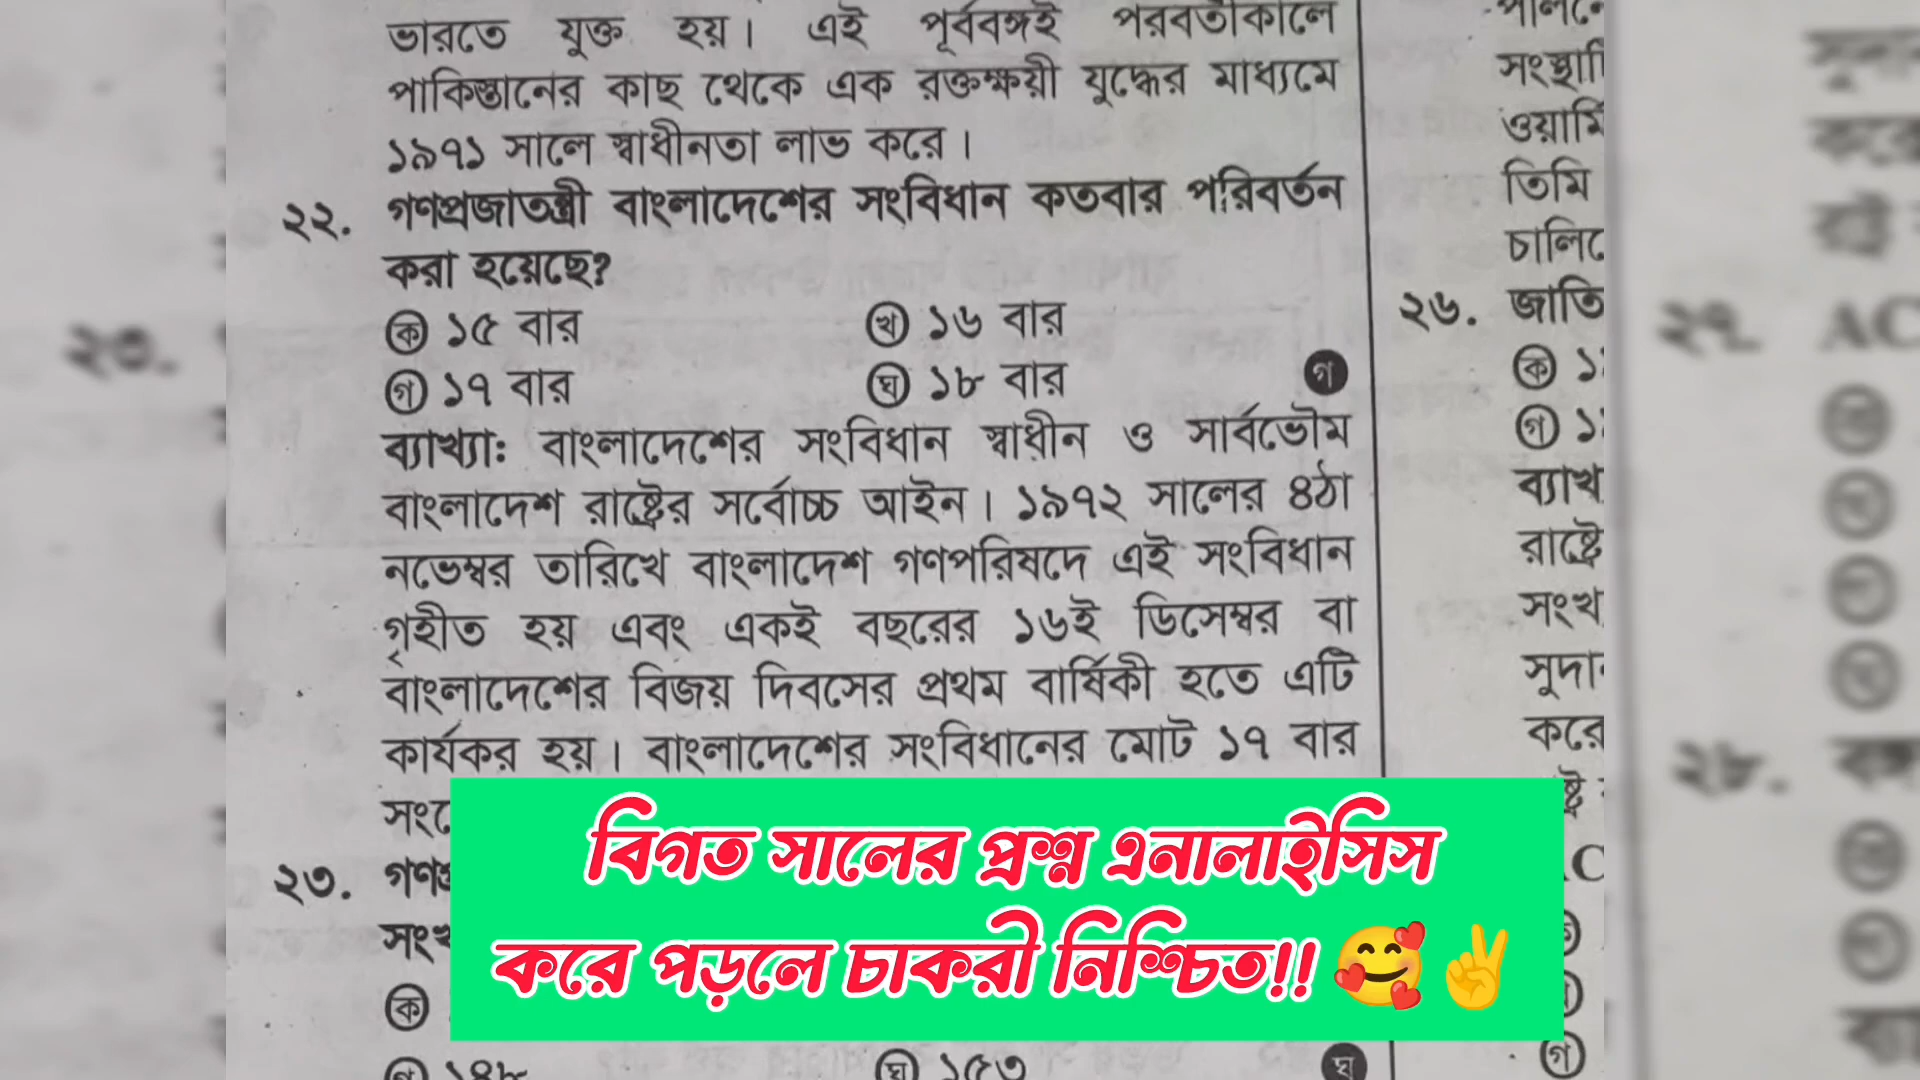 ভারতে যুক্ত হয়। এই পূর্ববঙ্গই পরবর্তীকালে
পাকিস্তানের কাছ থেকে এক রক্তক্ষয়ী যুদ্ধের মাধ্যমে
১৯৭১ সালে স্বাধীনতা লাভ করে।
২২. গণপ্রজাতন্ত্রী বাংলাদেশের সংবিধান কতবার পরিবর্তন
করা হয়েছে?
ক ১৫ বার খ ১৬ বার
গ ১৭ বার ঘ ১৮ বার গ
ব্যাখ্যা: বাংলাদেশের সংবিধান স্বাধীন ও সার্বভৌম
বাংলাদেশ রাষ্ট্রের সর্বোচ্চ আইন। ১৯৭২ সালের ৪ঠা
নভেম্বর তারিখে বাংলাদেশ গণপরিষদে এই সংবিধান
গৃহীত হয় এবং একই বছরের ১৬ই ডিসেম্বর বা
বাংলাদেশের বিজয় দিবসের প্রথম বার্ষিকী হতে এটি
কার্যকর হয়। বাংলাদেশের সংবিধানের মোট ১৭ বার
২৩.
ক
গ ১৪৮ ঘ ১৫৩ ঘ
তিমি
২৬. জাতি
ক
গ
রাষ্ট্রে
করে
গ
বিগত সালের প্রশ্ন এনালাইসিস
করে পড়লে চাকরী নিশ্চিত!! 🥰✌️